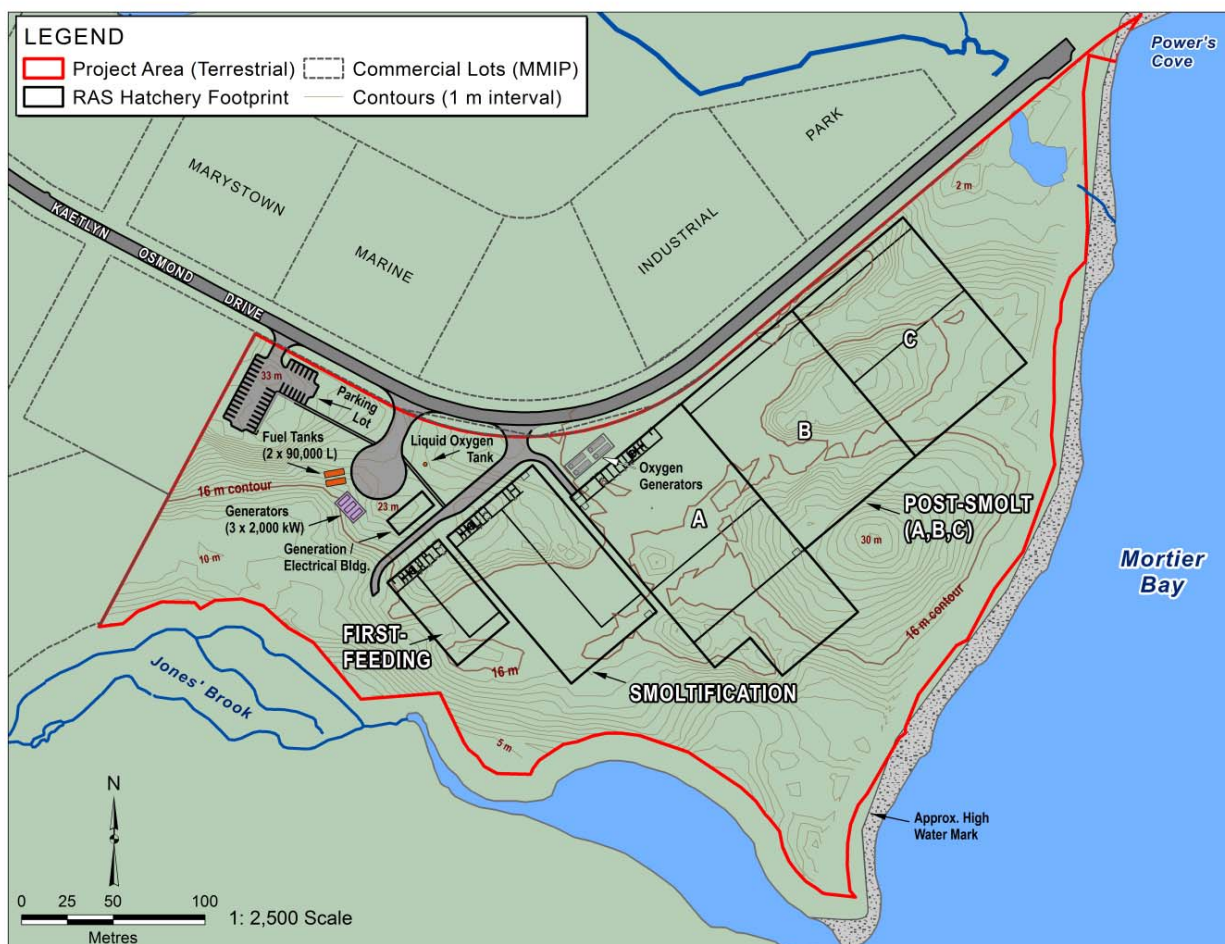 LEGEND
Project Area (Terrestrial)
Commercial Lots (MMIP)
RAS Hatchery Footprint
Contours (1 m interval)
Power's
Cove
PARK
MARYSTOWN
MARINE
INDUSTRIAL
2 m
KAETLYN OSMOND DRIVE
33 m
Parking
Lot
Fuel Tanks
(2 x 90,000 L)
Liquid Oxygen
Tank
Oxygen
Generators
16 m contour
23 m
Generators
(3 x 2,000 kW)
Generation /
Electrical Bldg.
10 m
A
B
C
POST-SMOLT
(A,B,C)
30 m
16 m contour
Mortier
Bay
FIRST-
FEEDING
16 m
SMOLTIFICATION
Jones' Brook
5 m
Approx. High
Water Mark
N
0 25 50 100
Metres
1: 2,500 Scale